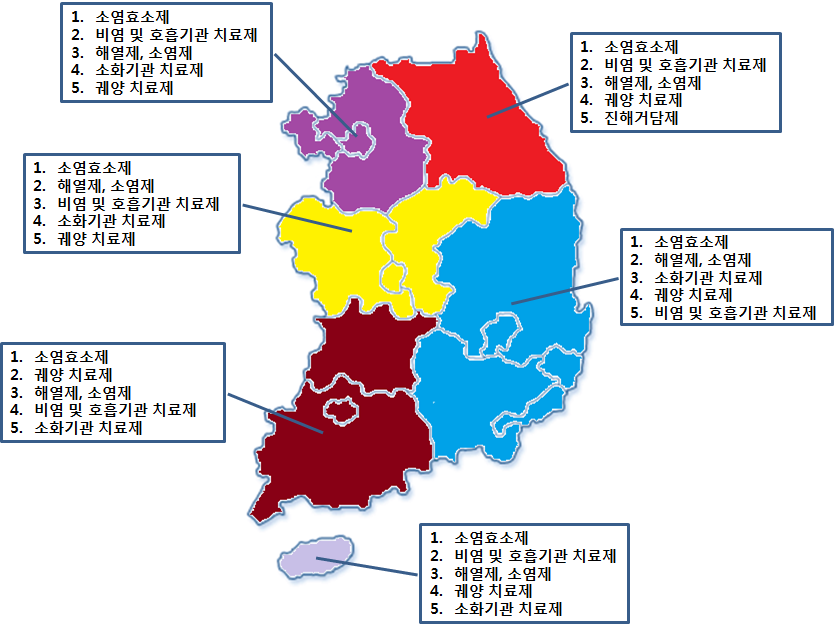 1. 소염효소제
2. 비염 및 호흡기관 치료제
3. 해열제, 소염제
4. 소화기관 치료제
5. 궤양 치료제
1. 소염효소제
2. 비염 및 호흡기관 치료제
3. 해열제, 소염제
4. 궤양 치료제
5. 진해거담제
1. 소염효소제
2. 해열제, 소염제
3. 비염 및 호흡기관 치료제
4. 소화기관 치료제
5. 궤양 치료제
1. 소염효소제
2. 해열제, 소염제
3. 소화기관 치료제
4. 궤양 치료제
5. 비염 및 호흡기관 치료제
1. 소염효소제
2. 궤양 치료제
3. 해열제, 소염제
4. 비염 및 호흡기관 치료제
5. 소화기관 치료제
1. 소염효소제
2. 비염 및 호흡기관 치료제
3. 해열제, 소염제
4. 궤양 치료제
5. 소화기관 치료제